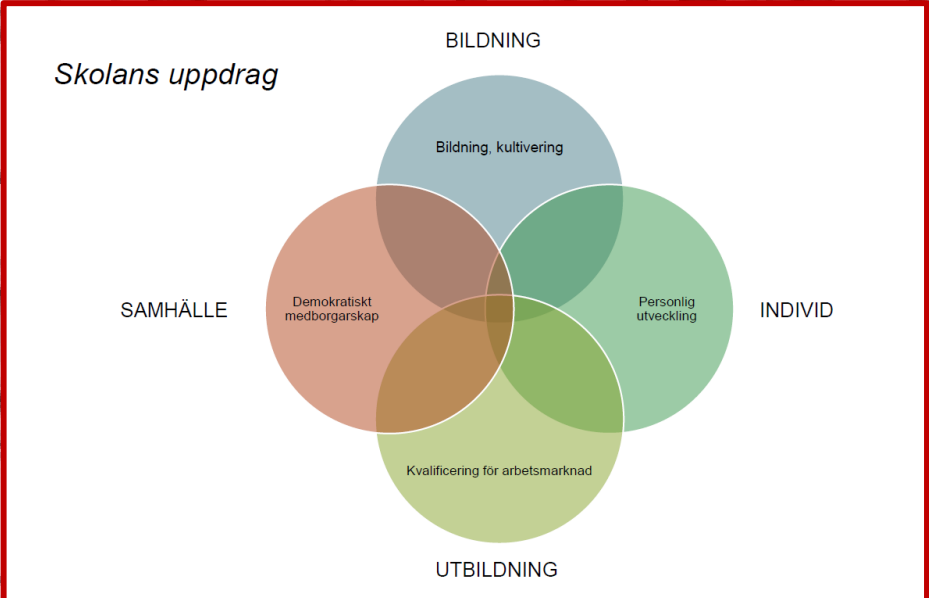 BILDNING
Skolans uppdrag
Bildning, kultivering
SAMHÄLLE
Demokratiskt
medborgarskap
Personlig
utveckling
INDIVID
Kvalificering för arbetsmarknad
UTBILDNING